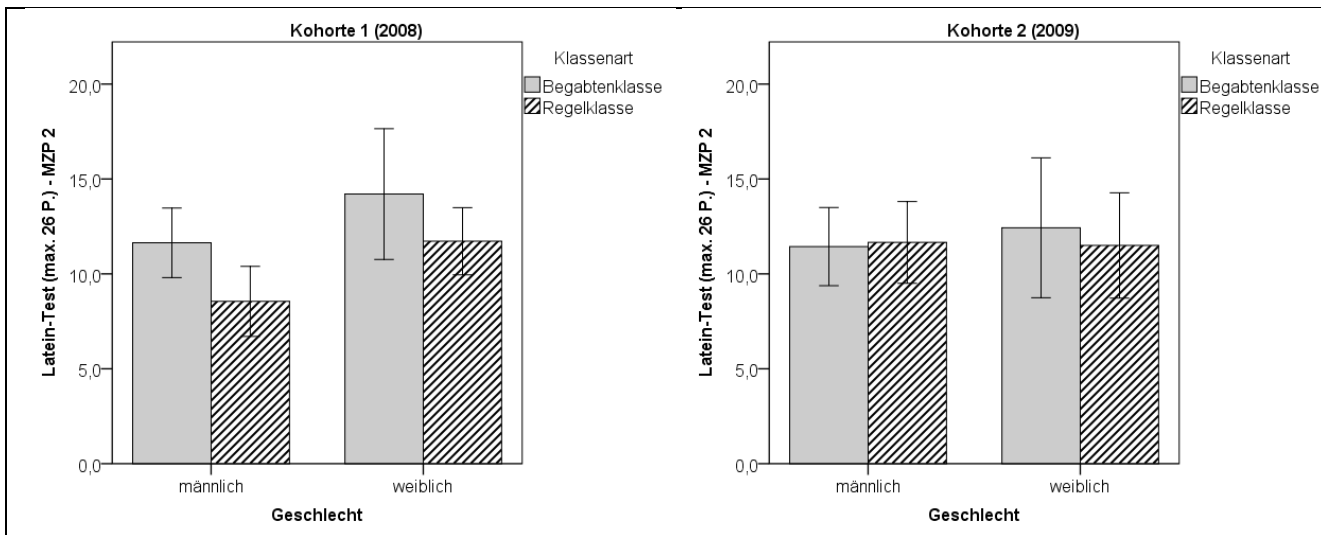 Kohorte 1 (2008)
Klassenart
Begabtenklasse
Regelklasse
Latein-Test (max. 26 P.) - MZP 2
20,0
15,0
10,0
5,0
0,0
männlich
weiblich
Geschlecht
Kohorte 2 (2009)
Klassenart
Begabtenklasse
Regelklasse
Latein-Test (max. 26 P.) - MZP 2
20,0
15,0
10,0
5,0
0,0
männlich
weiblich
Geschlecht